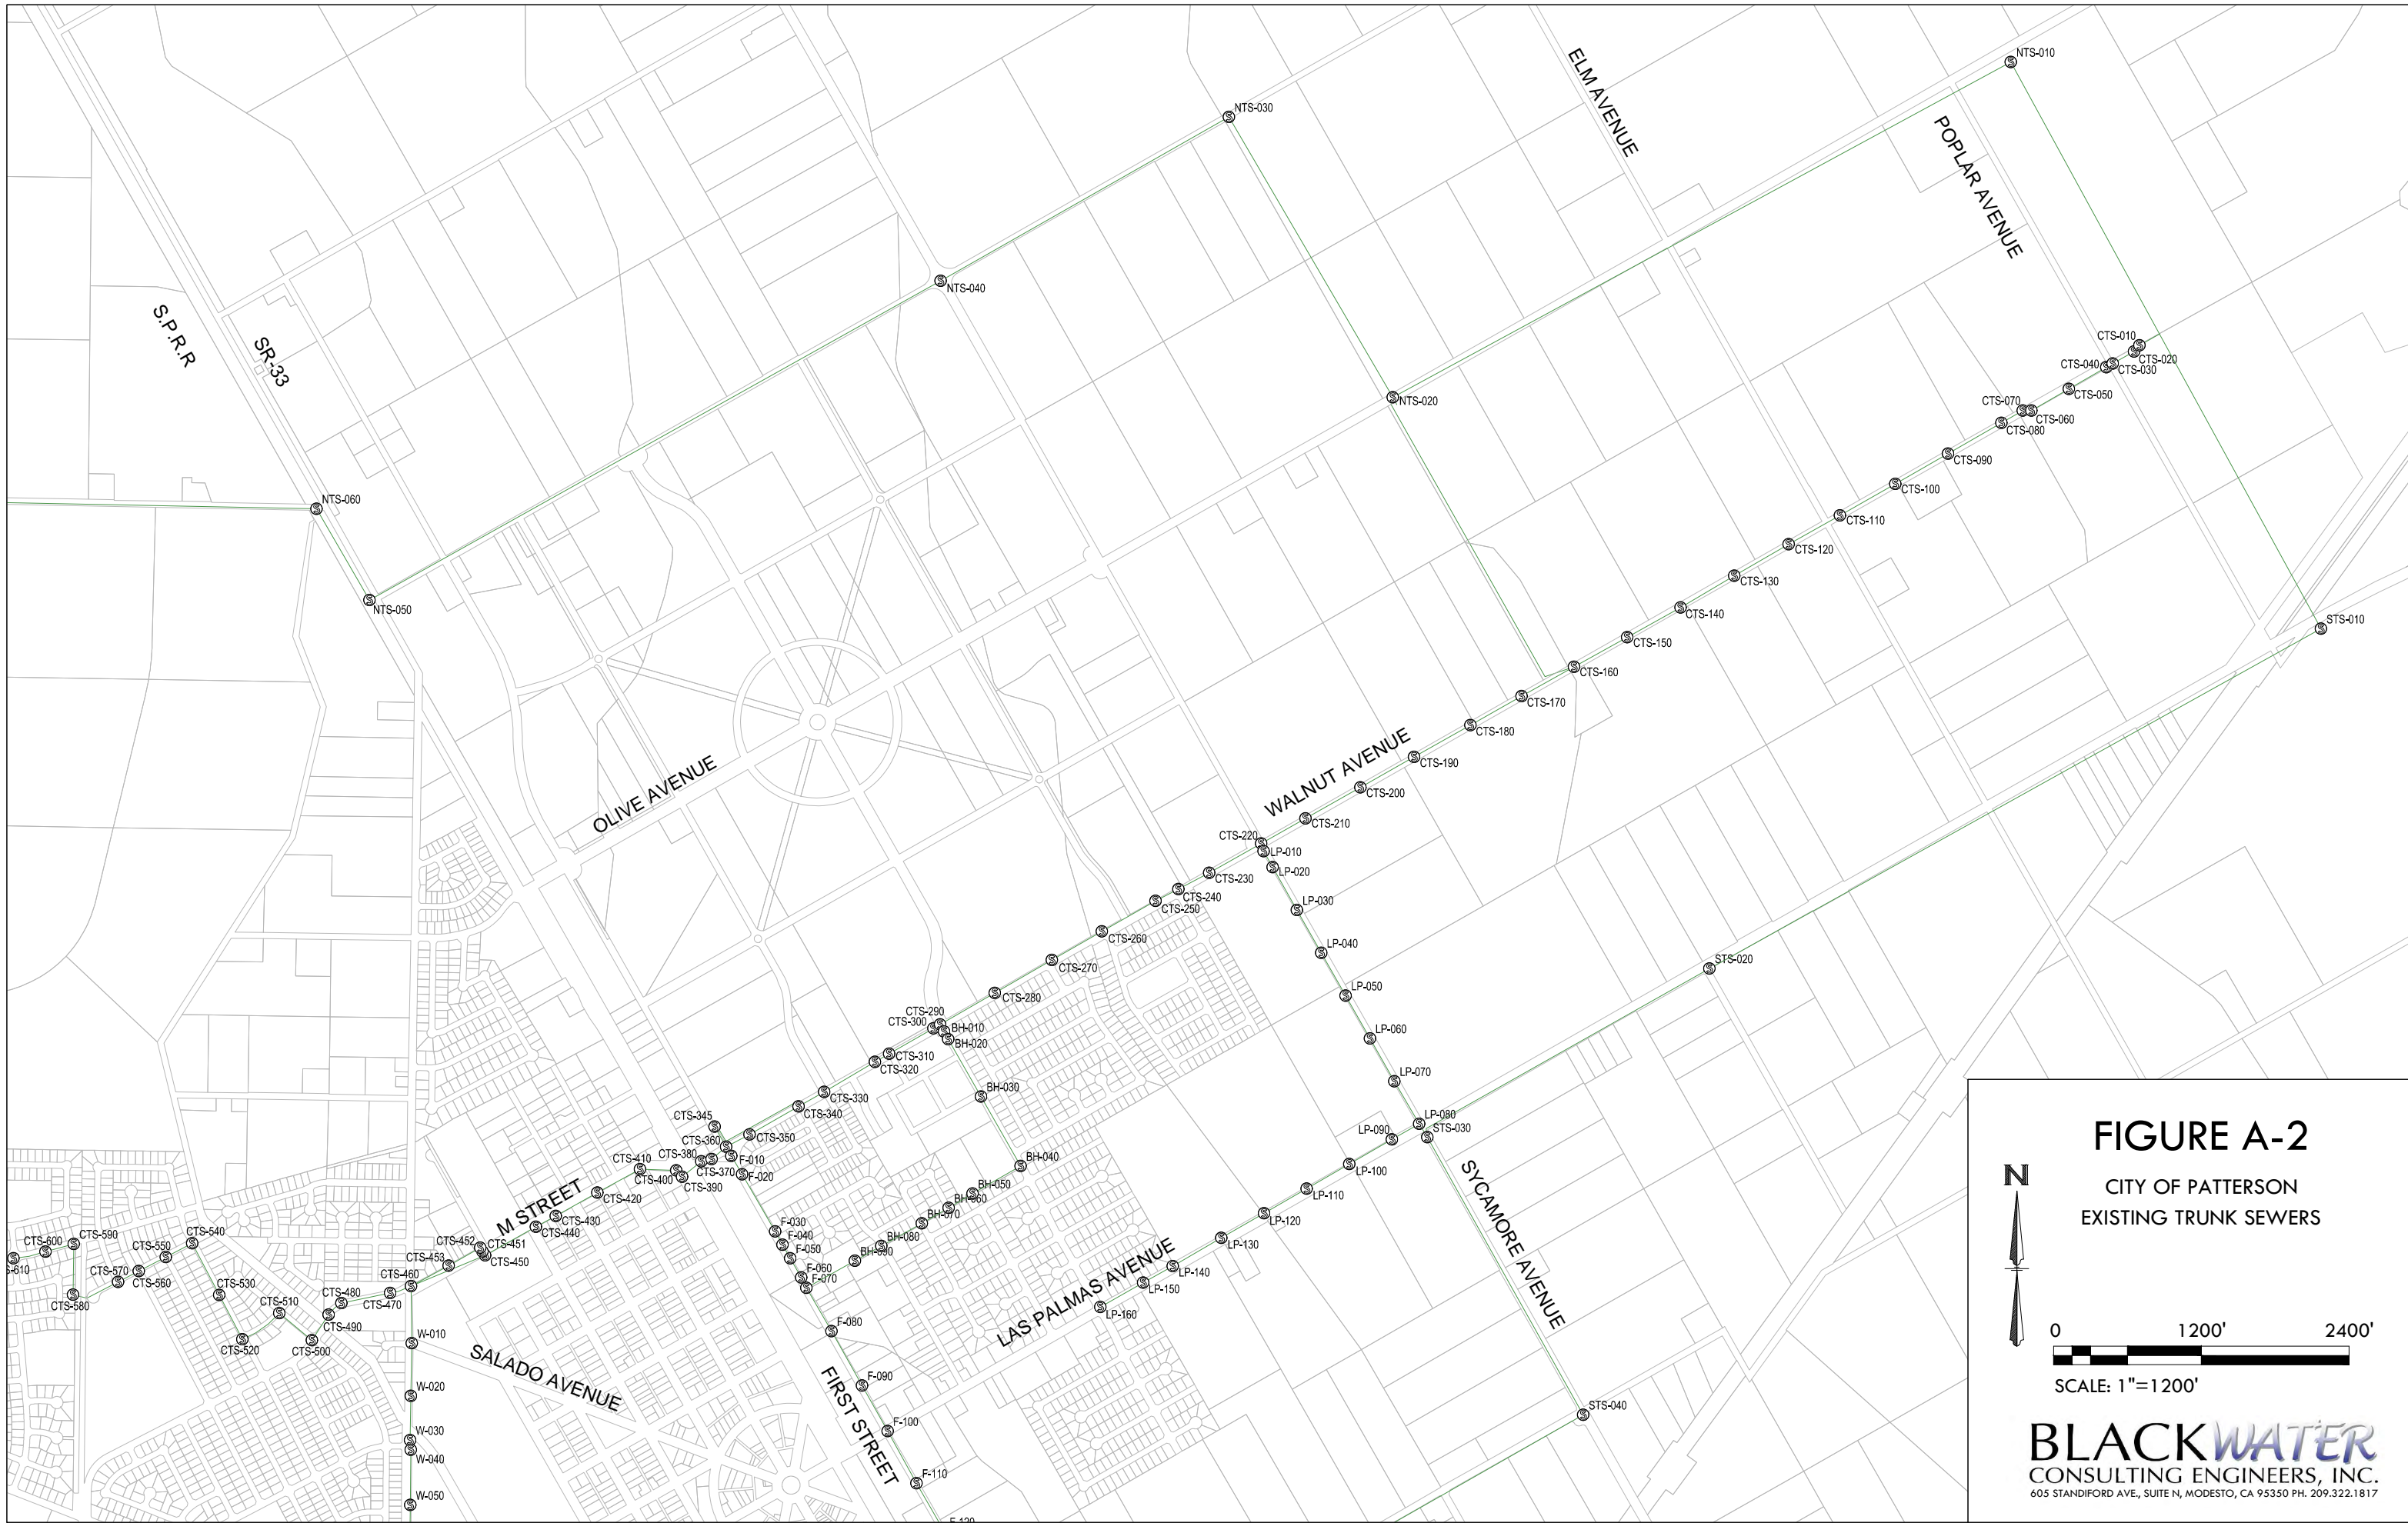 NTS-010
NTS-030
ELM AVENUE
POPLAR AVENUE
NTS-040
S.P.R.R
SR-33
CTS-010
CTS-020
CTS-040
CTS-030
CTS-050
NTS-020
CTS-070
CTS-060
CTS-080
CTS-090
CTS-100
NTS-060
CTS-110
CTS-120
CTS-130
NTS-050
CTS-140
STS-010
CTS-150
CTS-160
CTS-170
CTS-180
WALNUT AVENUE
CTS-190
OLIVE AVENUE
CTS-200
CTS-210
CTS-220
LP-010
LP-020
CTS-230
CTS-240
CTS-250
LP-030
CTS-260
LP-040
CTS-270
STS-020
LP-050
CTS-280
CTS-290
CTS-300
BH-010
BH-020
LP-060
CTS-310
CTS-320
LP-070
BH-030
CTS-330
CTS-340
CTS-345
LP-080
STS-030
LP-090
CTS-350
CTS-360
CTS-380
F-010
CTS-410
CTS-370
CTS-400
CTS-390
F-020
BH-040
LP-100
SYCAMORE AVENUE
BH-050
LP-110
CTS-420
M STREET
BH-060
BH-070
LP-120
CTS-430
CTS-440
F-030
F-040
BH-080
LP-130
CTS-590
CTS-540
CTS-452
CTS-451
CTS-450
CTS-453
F-050
BH-090
LAS PALMAS AVENUE
CTS-600
CTS-550
S-610
CTS-570
CTS-560
F-060
F-070
LP-140
LP-150
CTS-460
CTS-530
CTS-480
CTS-470
CTS-580
CTS-510
LP-160
CTS-490
F-080
W-010
CTS-520
CTS-500
SALADO AVENUE
F-090
FIRST STREET
W-020
STS-040
F-100
W-030
W-040
F-110
W-050
F-120
FIGURE A-2
CITY OF PATTERSON
EXISTING TRUNK SEWERS
N
0 1200' 2400'
SCALE: 1"=1200'
BLACKWATER
CONSULTING ENGINEERS, INC.
605 STANDIFORD AVE., SUITE N, MODESTO, CA 95350 PH. 209.322.1817